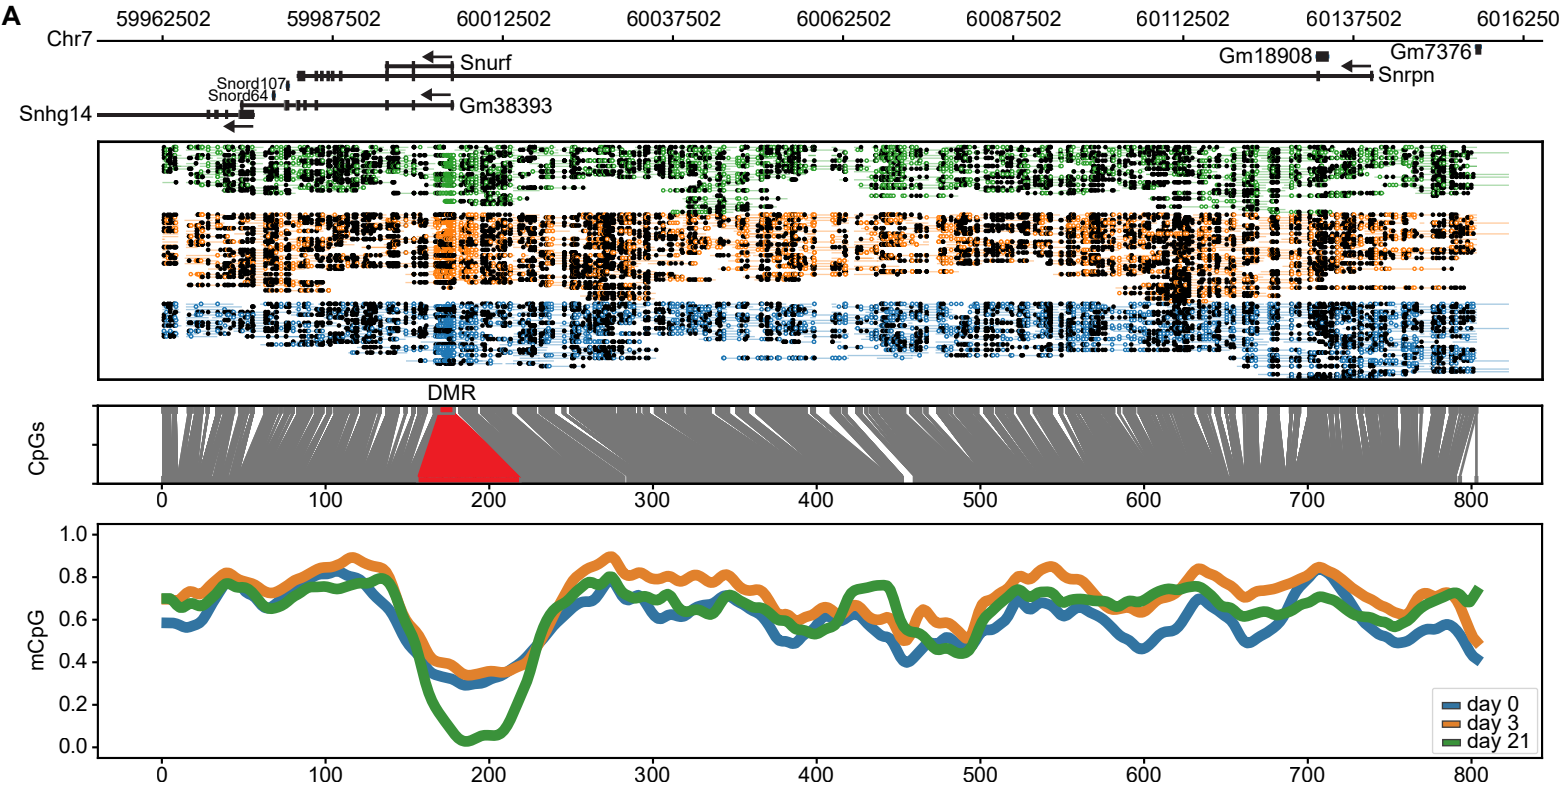 A
59962502 59987502 60012502 60037502 60062502 60087502 60112502 60137502 6016250
Chr7
Snurf Gm18908 Gm7376
Snord107 Snrpn
Snord64
Snhg14 Gm38393
DMR
CpGs
0 100 200 300 400 500 600 700 800
1.0
0.8
0.6
0.4
0.2
0.0
mCpG
day 0
day 3
day 21
0 100 200 300 400 500 600 700 800